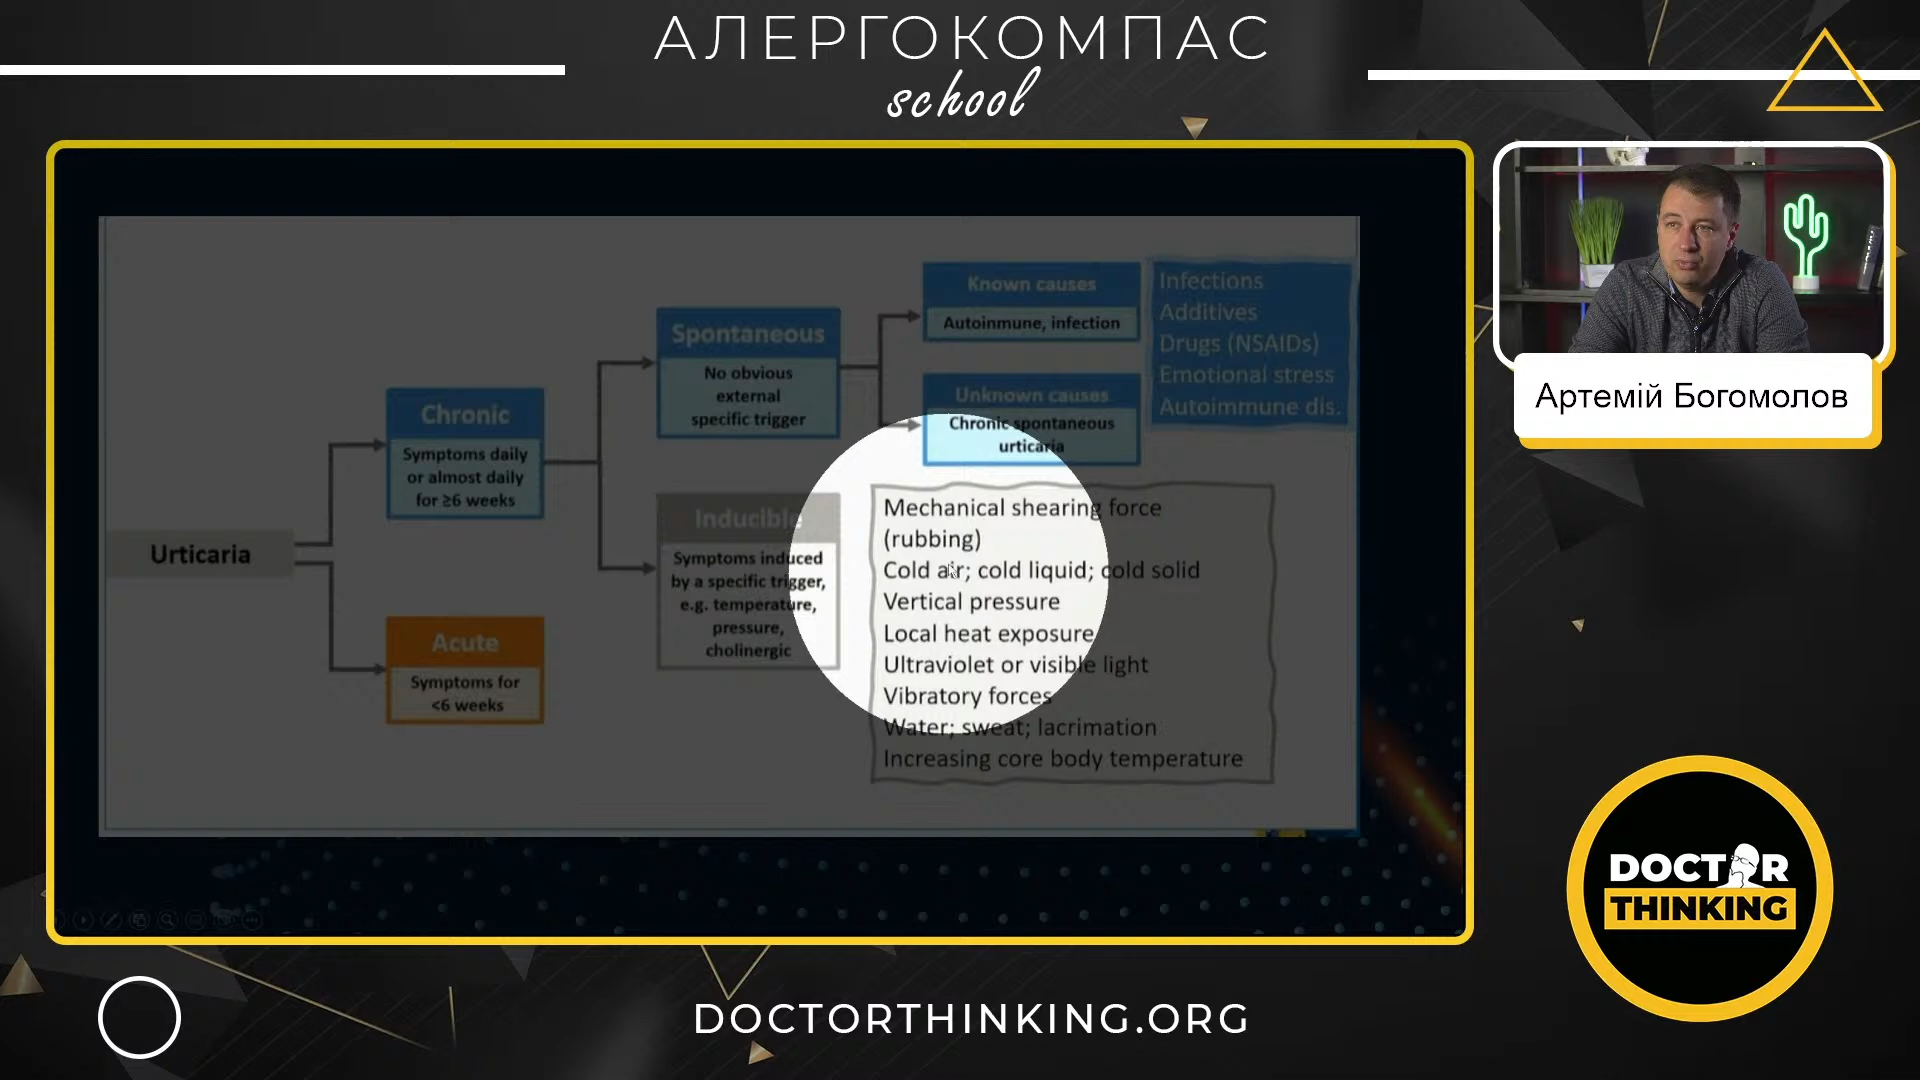 АЛЕРГОКОМПАС
school
Known causes
Autoinmune, infection
Infections
Additives
Drugs (NSAIDs)
Emotional stress
Autoimmune dis.
Spontaneous
No obvious
external
specific trigger
Unknown causes
Chronic spontaneous
urticaria
Chronic
Symptoms daily
or almost daily
for ≥6 weeks
Urticaria
Inducible
Symptoms induced
by a specific trigger,
e.g. temperature,
pressure,
cholinergic
Mechanical shearing force
(rubbing)
Cold air; cold liquid; cold solid
Vertical pressure
Local heat exposure
Ultraviolet or visible light
Vibratory forces
Water; sweat; lacrimation
Increasing core body temperature
Acute
Symptoms for
<6 weeks
Артемій Богомолов
DOCTOR
THINKING
DOCTORTHINKING.ORG